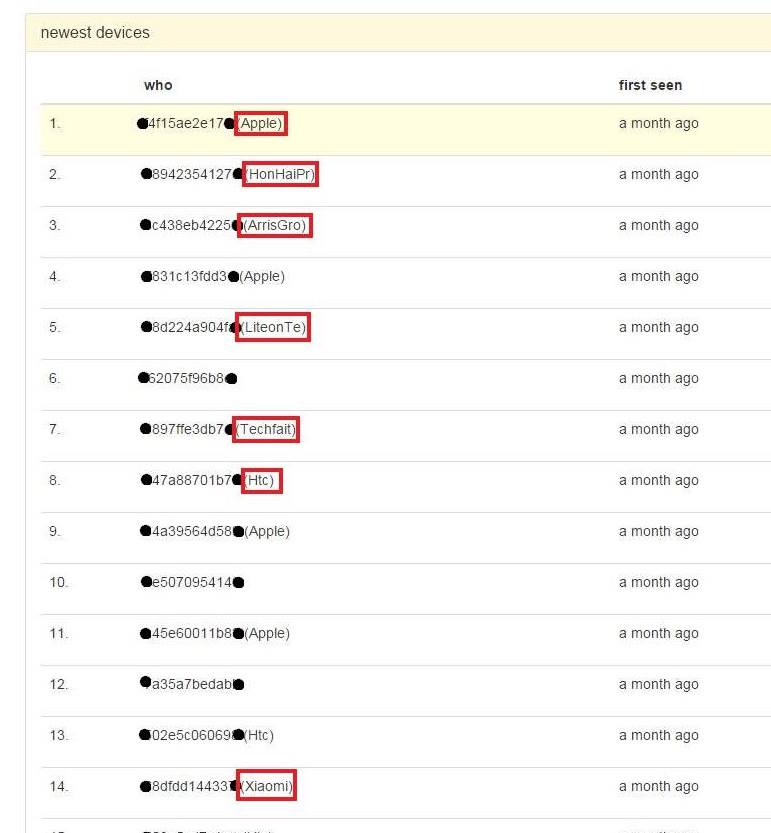 newest devices
who first seen
1. 4f15ae2e17 (Apple) a month ago
2. 8942354127 (HonHaiPr) a month ago
3. c438eb4225 (ArrisGro) a month ago
4. 831c13fdd3 (Apple) a month ago
5. 8d224a904f (LiteonTe) a month ago
6. 62075f96b8 a month ago
7. 897ffe3db7 (Techfait) a month ago
8. 47a88701b7 (Htc) a month ago
9. 4a39564d58 (Apple) a month ago
10. e507095414 a month ago
11. 45e60011b8 (Apple) a month ago
12. a35a7bedab a month ago
13. 02e5c06069 (Htc) a month ago
14. 8dfdd14433 (Xiaomi) a month ago